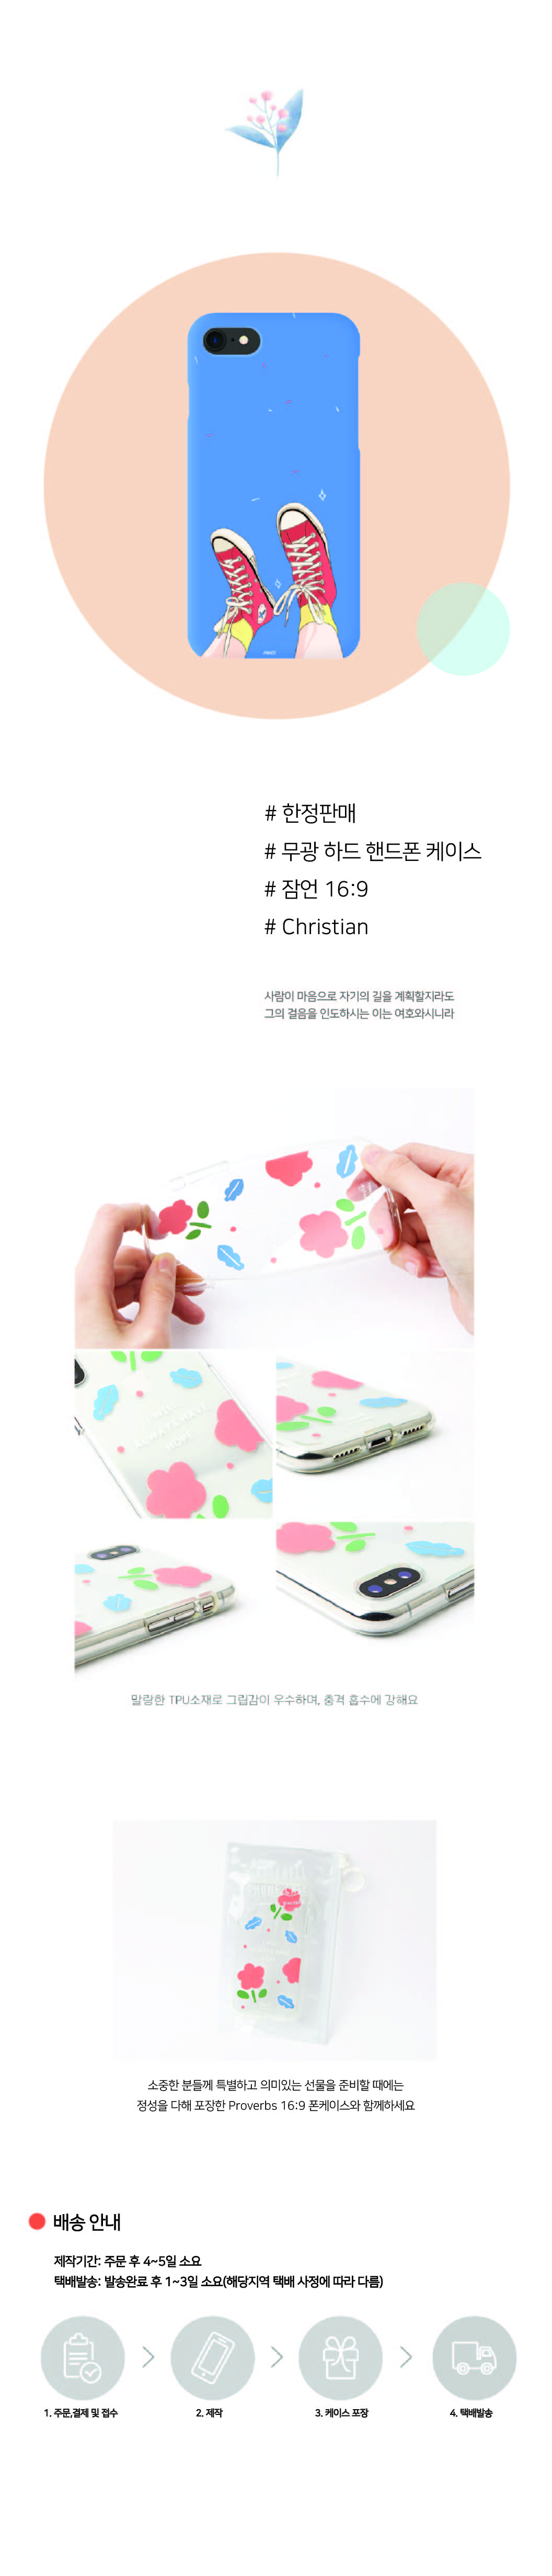 # 한정판매
# 무광 하드 핸드폰 케이스
# 잠언 16:9
# Christian
사람이 마음으로 자기의 길을 계획할지라도
그의 걸음을 인도하시는 이는 여호와시니라
말랑한 TPU소재로 그립감이 우수하며, 충격 흡수에 강해요
소중한 분들께 특별하고 의미있는 선물을 준비할 때에는
정성을 다해 포장한 Proverbs 16:9 폰케이스와 함께하세요
배송 안내
제작기간: 주문 후 4~5일 소요
택배발송: 발송완료 후 1~3일 소요(해당지역 택배 사정에 따라 다름)
1. 주문,결제 및 접수
2. 제작
3. 케이스 포장
4. 택배발송